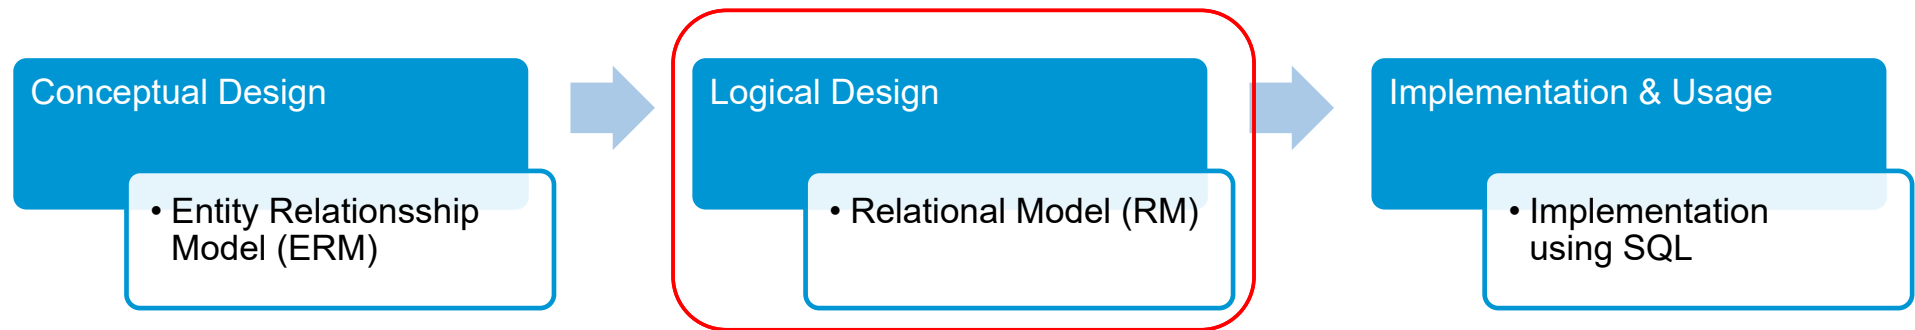 Conceptual Design
• Entity Relationsship
Model (ERM)
Logical Design
• Relational Model (RM)
Implementation & Usage
• Implementation
using SQL